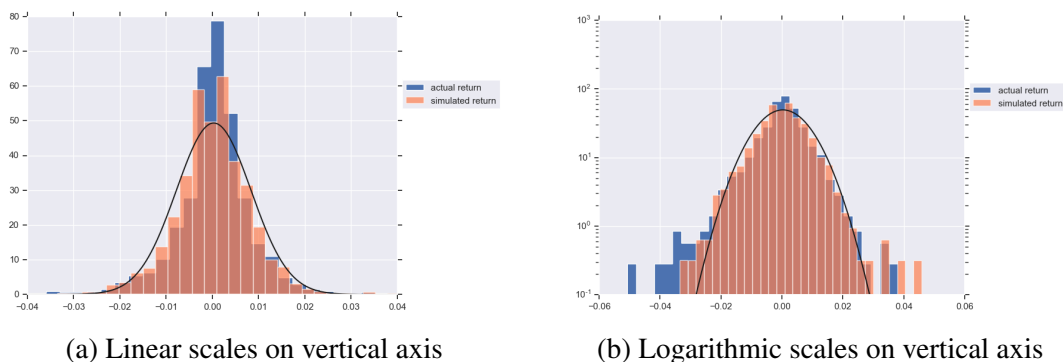 80
70
60
50
40
30
20
10
0
−0.04 −0.03 −0.02 −0.01 0.00 0.01 0.02 0.03 0.04
actual return
simulated return
(a) Linear scales on vertical axis
10³
10²
10¹
10⁰
10⁻¹
−0.06 −0.04 −0.02 0.00 0.02 0.04 0.06
actual return
simulated return
(b) Logarithmic scales on vertical axis